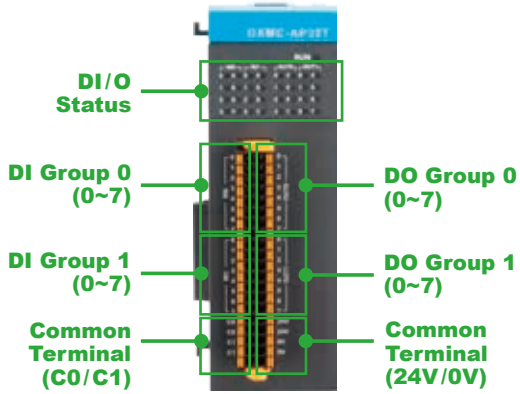 RUN
DI/O
Status
DI Group 0
(0~7)
DO Group 0
(0~7)
DI Group 1
(0~7)
DO Group 1
(0~7)
Common
Terminal
(C0/C1)
Common
Terminal
(24V/0V)